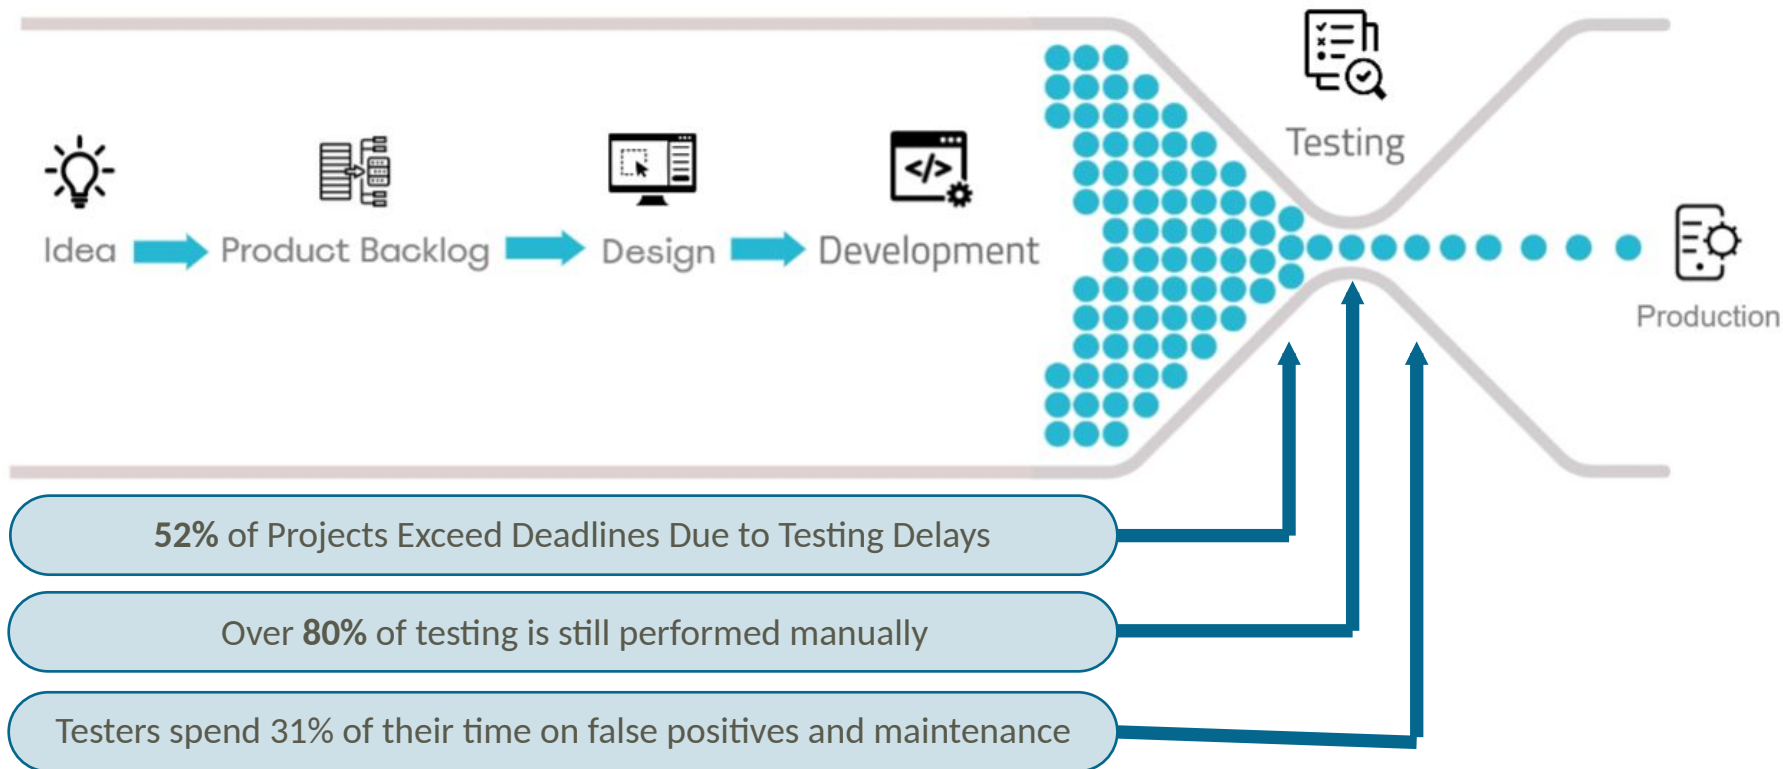 Testing
Idea
Product Backlog
Design
Development
Production
52% of Projects Exceed Deadlines Due to Testing Delays
Over 80% of testing is still performed manually
Testers spend 31% of their time on false positives and maintenance